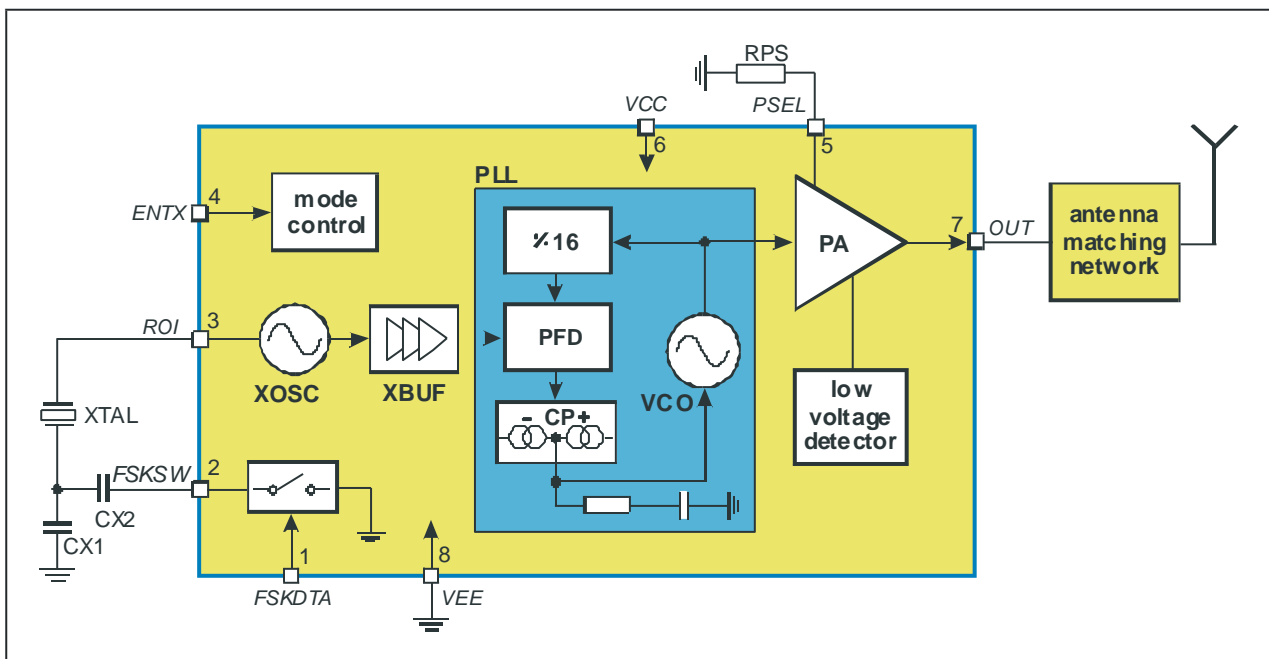 RPS
VCC
PSEL
6
5
PLL
4
mode
control
ENTX
÷16
PA
7
OUT
antenna
matching
network
ROI
3
PFD
XOSC
XBUF
VCO
low
voltage
detector
XTAL
- CP+
FSKSW
2
CX2
CX1
1
8
FSKDTA
VEE